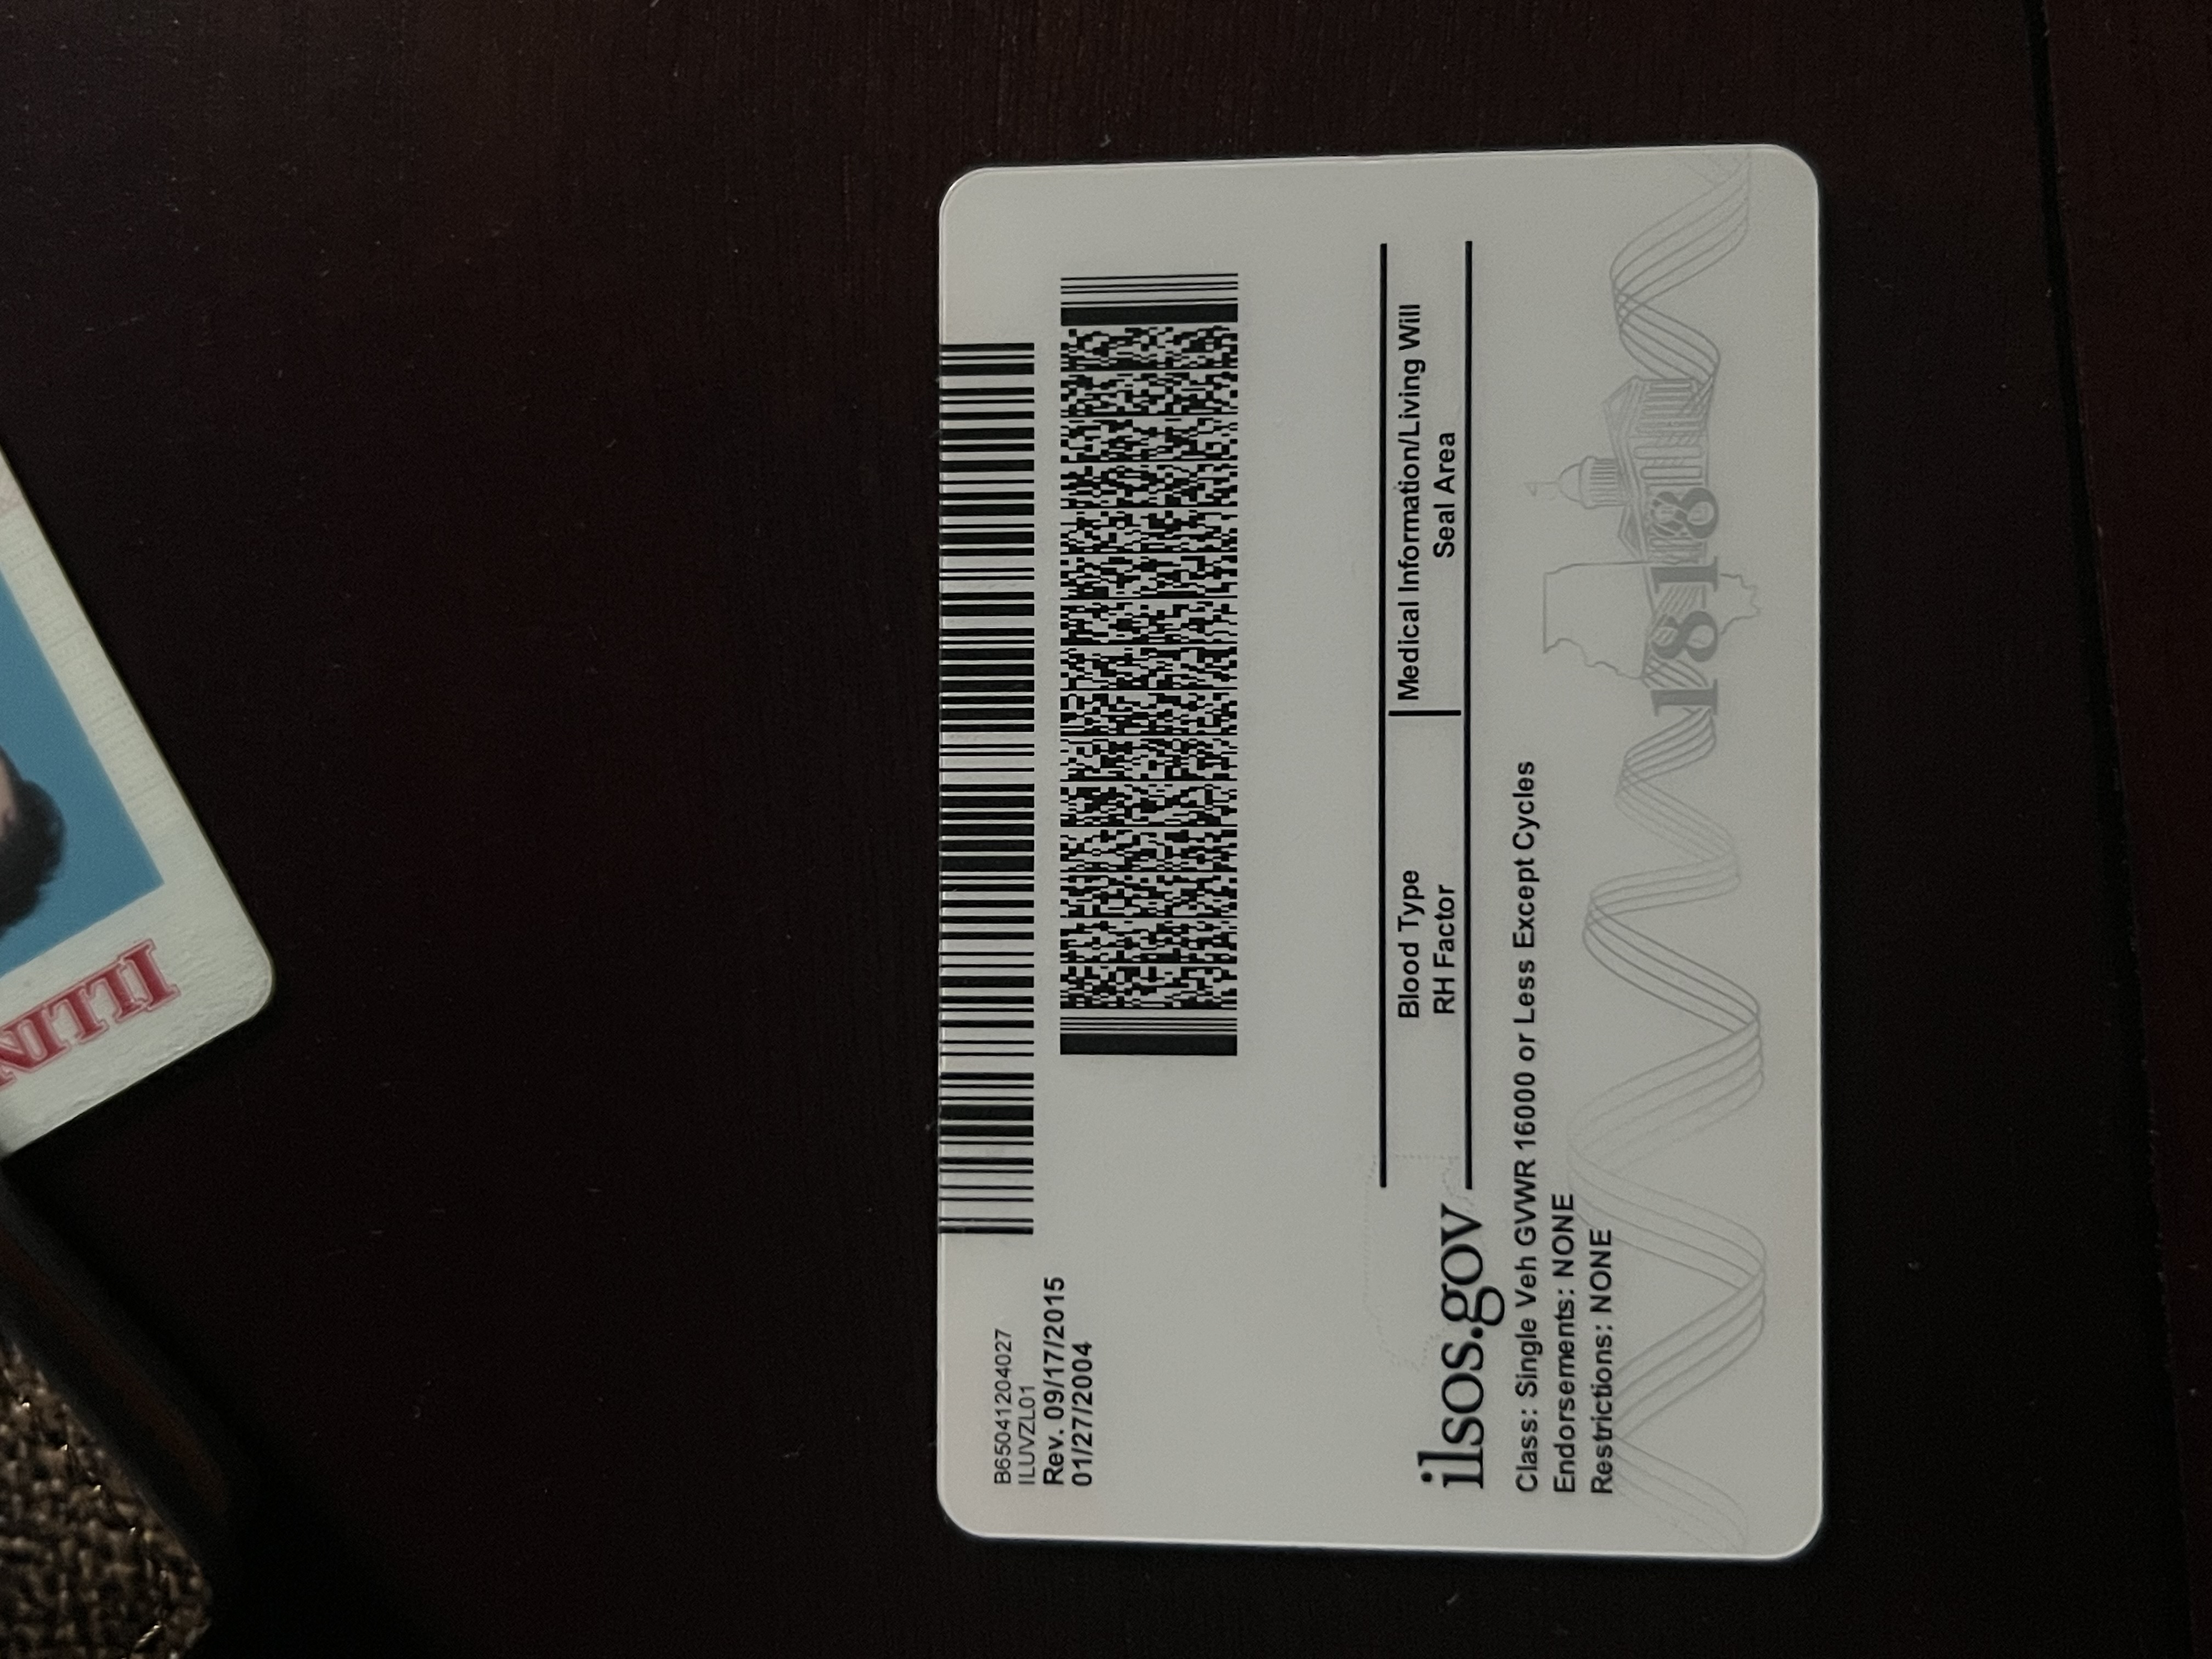 ILLIN
B65041204027
ILUVZL01
Rev. 09/17/2015
01/27/2004
Blood Type
RH Factor
Medical Information/Living Will
Seal Area
ilsos.gov
Class: Single Veh GVWR 16000 or Less Except Cycles
Endorsements: NONE
Restrictions: NONE
1818